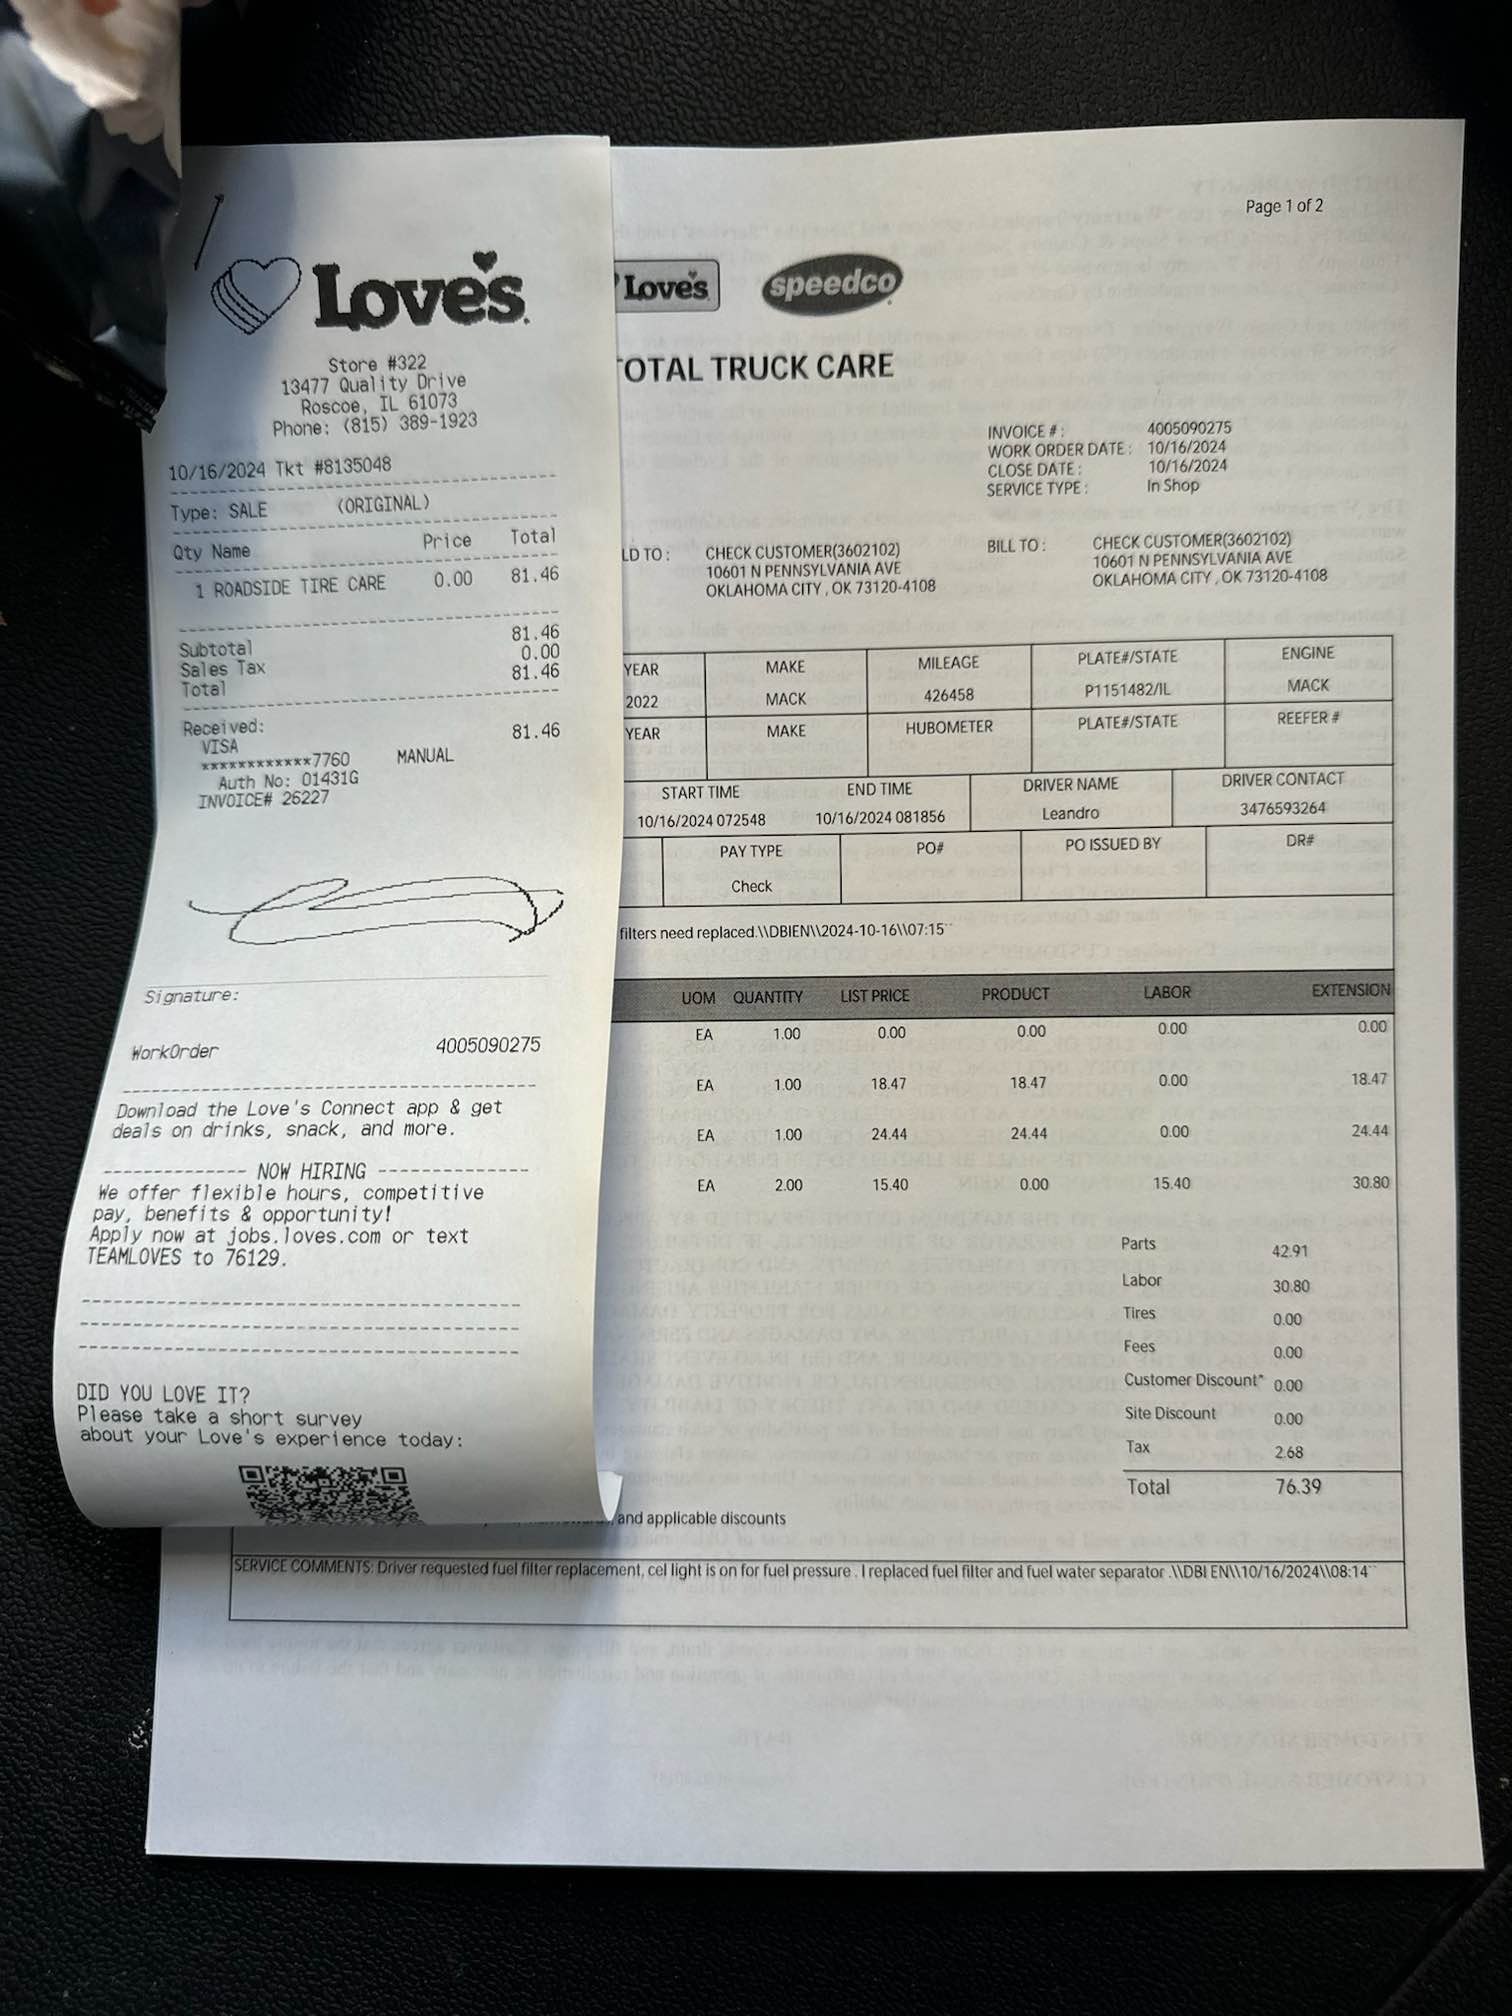 Love's
Store #322
13477 Quality Drive
Roscoe, IL 61073
Phone: (815) 389-1923
10/16/2024 Tkt #8135048
Type: SALE (ORIGINAL)
Qty Name Price Total
1 ROADSIDE TIRE CARE 0.00 81.46
Subtotal 81.46
Sales Tax 0.00
Total 81.46
Received: 81.46
VISA
************7760 MANUAL
Auth No: 01431G
INVOICE# 26227
Signature:
WorkOrder 4005090275
Download the Love's Connect app & get
deals on drinks, snack, and more.
-------------- NOW HIRING ---------------
We offer flexible hours, competitive
pay, benefits & opportunity!
Apply now at jobs.loves.com or text
TEAMLOVES to 76129.
DID YOU LOVE IT?
Please take a short survey
about your Love's experience today:
Page 1 of 2
Love's speedco
OTAL TRUCK CARE
INVOICE # : 4005090275
WORK ORDER DATE : 10/16/2024
CLOSE DATE : 10/16/2024
SERVICE TYPE : In Shop
LD TO : CHECK CUSTOMER(3602102)
10601 N PENNSYLVANIA AVE
OKLAHOMA CITY , OK 73120-4108
BILL TO : CHECK CUSTOMER(3602102)
10601 N PENNSYLVANIA AVE
OKLAHOMA CITY , OK 73120-4108
YEAR MAKE MILEAGE PLATE#/STATE ENGINE
2022 MACK 426458 P1151482/IL MACK
YEAR MAKE HUBOMETER PLATE#/STATE REEFER #
START TIME END TIME DRIVER NAME DRIVER CONTACT
10/16/2024 072548 10/16/2024 081856 Leandro 3476593264
PAY TYPE PO# PO ISSUED BY DR#
Check
filters need replaced.\\DBIEN\\2024-10-16\\07:15``
UOM QUANTITY LIST PRICE PRODUCT LABOR EXTENSION
EA 1.00 0.00 0.00 0.00 0.00
EA 1.00 18.47 18.47 0.00 18.47
EA 1.00 24.44 24.44 0.00 24.44
EA 2.00 15.40 0.00 15.40 30.80
Parts 42.91
Labor 30.80
Tires 0.00
Fees 0.00
Customer Discount* 0.00
Site Discount 0.00
Tax 2.68
Total 76.39
and applicable discounts
SERVICE COMMENTS: Driver requested fuel filter replacement, cel light is on for fuel pressure . I replaced fuel filter and fuel water separator .\\DBI EN\\10/16/2024\\08:14``